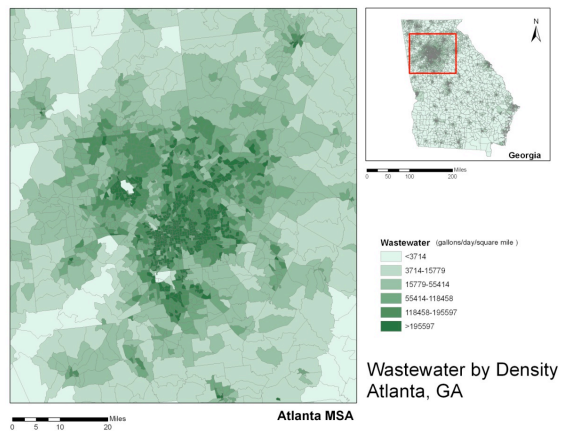 N
Georgia
Miles
0 50 100 200
Wastewater (gallons/day/square mile )
<3714
3714-15779
15779-55414
55414-118458
118458-195597
>195597
Wastewater by Density
Atlanta, GA
Atlanta MSA
Miles
0 5 10 20